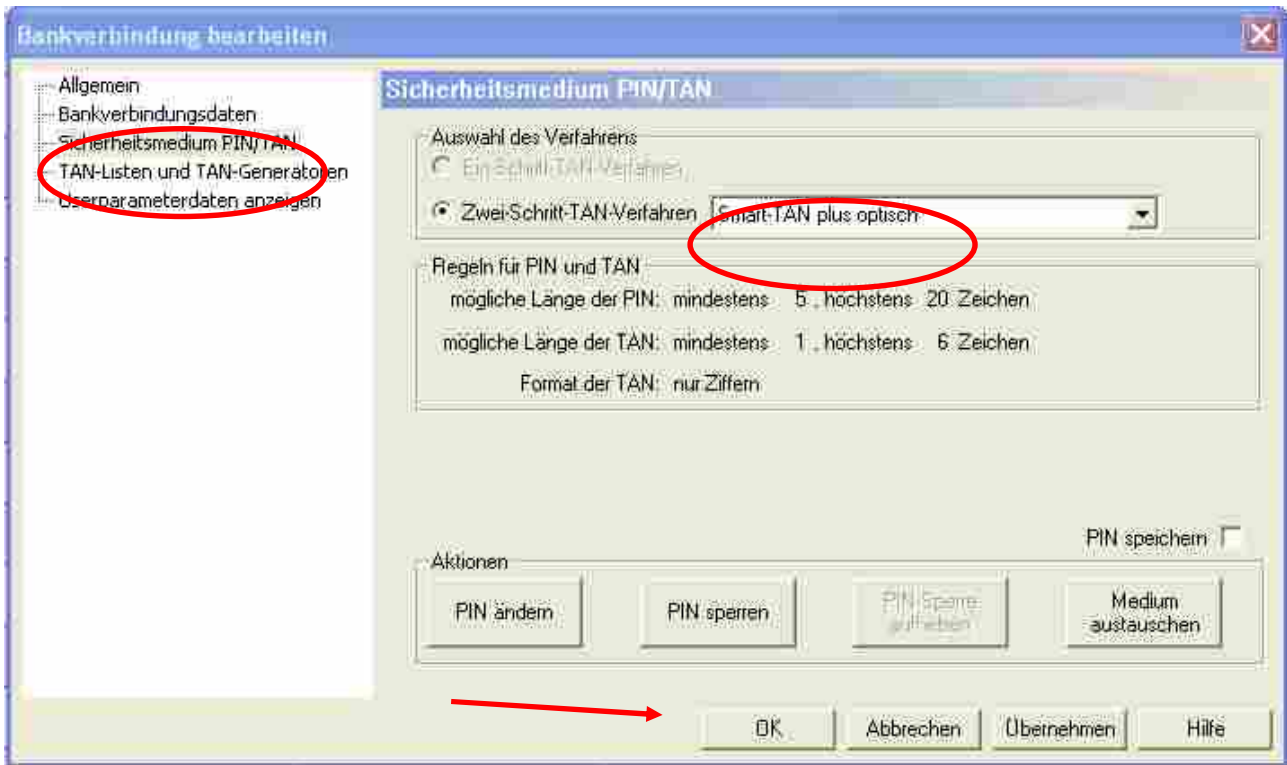 Bankverbindung bearbeiten
Allgemein
Bankverbindungsdaten
Sicherheitsmedium PIN/TAN
TAN-Listen und TAN-Generatoren
Userparameterdaten anzeigen
Sicherheitsmedium PIN/TAN
Auswahl des Verfahrens
Ein-Schritt-TAN-Verfahren
Zwei-Schritt-TAN-Verfahren Smart-TAN plus optisch
Regeln für PIN und TAN
mögliche Länge der PIN: mindestens 5 , höchstens 20 Zeichen
mögliche Länge der TAN: mindestens 1 , höchstens 6 Zeichen
Format der TAN: nur Ziffern
PIN speichern
Aktionen
PIN ändern
PIN sperren
PIN-Sperre
aufheben
Medium
austauschen
OK Abbrechen Übernehmen Hilfe